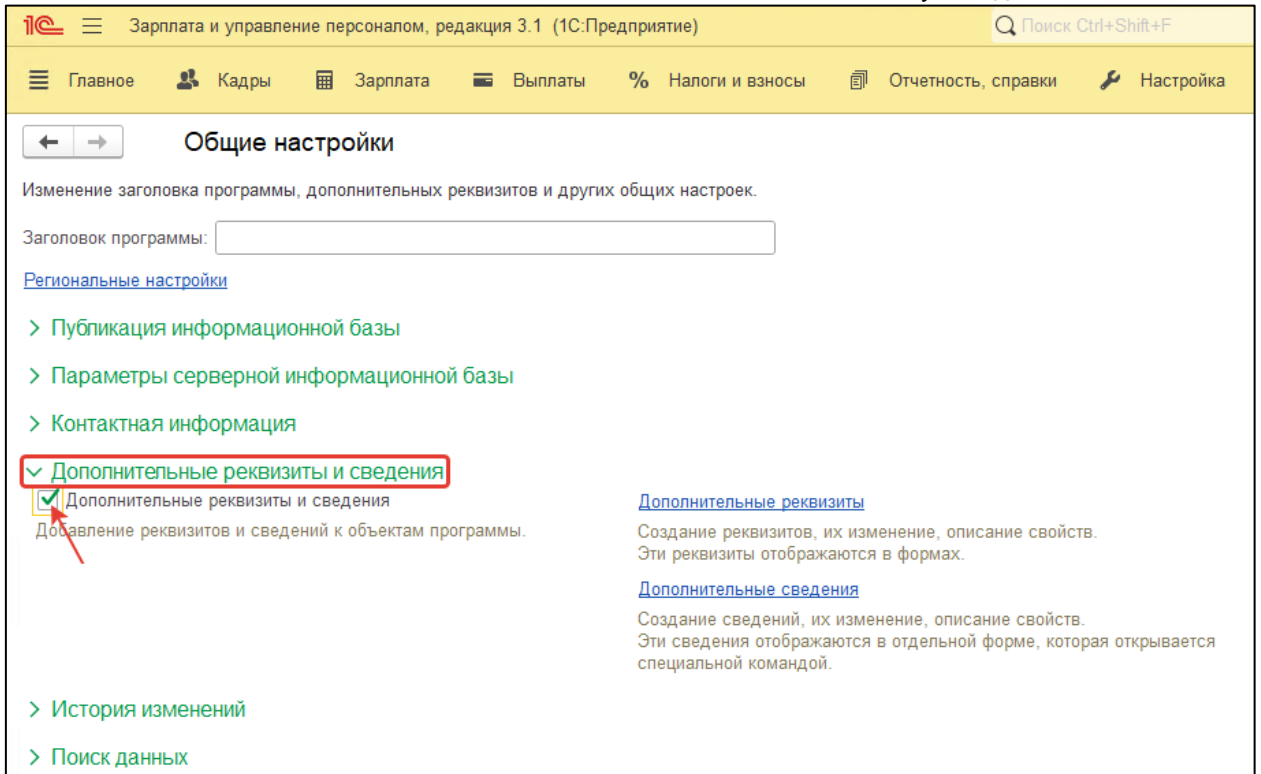 1С Зарплата и управление персоналом, редакция 3.1 (1С:Предприятие) Поиск Ctrl+Shift+F
Главное Кадры Зарплата Выплаты % Налоги и взносы Отчетность, справки Настройка
Общие настройки
Изменение заголовка программы, дополнительных реквизитов и других общих настроек.
Заголовок программы:
Региональные настройки
Публикация информационной базы
Параметры серверной информационной базы
Контактная информация
Дополнительные реквизиты и сведения
Дополнительные реквизиты и сведения
Добавление реквизитов и сведений к объектам программы.
Дополнительные реквизиты
Создание реквизитов, их изменение, описание свойств.
Эти реквизиты отображаются в формах.
Дополнительные сведения
Создание сведений, их изменение, описание свойств.
Эти сведения отображаются в отдельной форме, которая открывается
специальной командой.
История изменений
Поиск данных